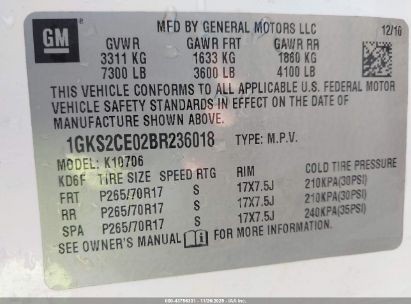 GM
MFD BY GENERAL MOTORS LLC
12/10
GVWR GAWR FRT GAWR RR
3311 KG 1633 KG 1860 KG
7300 LB 3600 LB 4100 LB
THIS VEHICLE CONFORMS TO ALL APPLICABLE U.S. FEDERAL MOTOR
VEHICLE SAFETY STANDARDS IN EFFECT ON THE DATE OF
MANUFACTURE SHOWN ABOVE.
1GKS2CE02BR236018 TYPE: M.P.V.
MODEL: K10706
KD6F TIRE SIZE SPEED RTG RIM COLD TIRE PRESSURE
FRT P265/70R17 S 17X7.5J 210KPA(30PSI)
RR P265/70R17 S 17X7.5J 210KPA(30PSI)
SPA P265/70R17 S 17X7.5J 240KPA(35PSI)
SEE OWNER'S MANUAL FOR MORE INFORMATION.